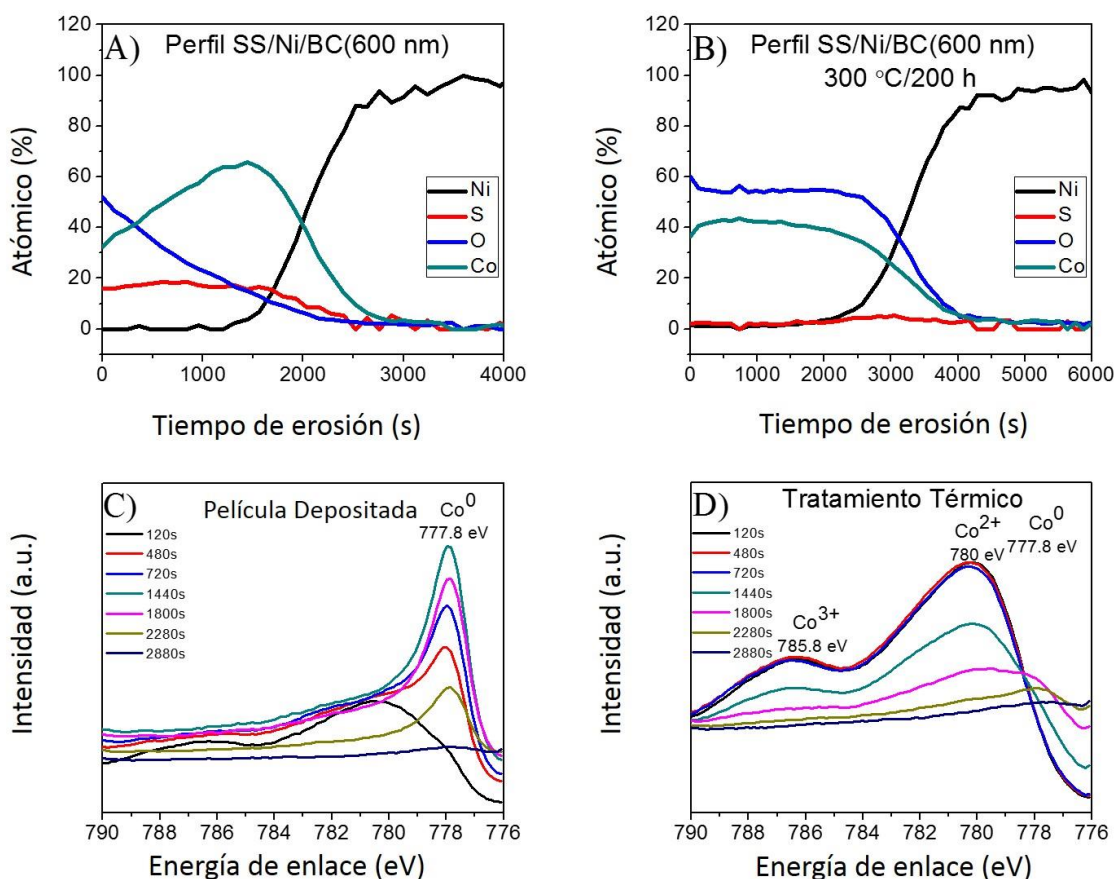 A)
Perfil SS/Ni/BC(600 nm)
Atómico (%)
120
100
80
60
40
20
0
Ni
S
O
Co
0 1000 2000 3000 4000
Tiempo de erosión (s)
B)
Perfil SS/Ni/BC(600 nm)
300 °C/200 h
Atómico (%)
120
100
80
60
40
20
0
Ni
S
O
Co
0 1000 2000 3000 4000 5000 6000
Tiempo de erosión (s)
C)
Película Depositada
Co0
777.8 eV
120s
480s
720s
1440s
1800s
2280s
2880s
Intensidad (a.u.)
790 788 786 784 782 780 778 776
Energía de enlace (eV)
D)
Tratamiento Térmico
Co2+
780 eV
Co0
777.8 eV
Co3+
785.8 eV
120s
480s
720s
1440s
1800s
2280s
2880s
Intensidad (a.u.)
790 788 786 784 782 780 778 776
Energía de enlace (eV)